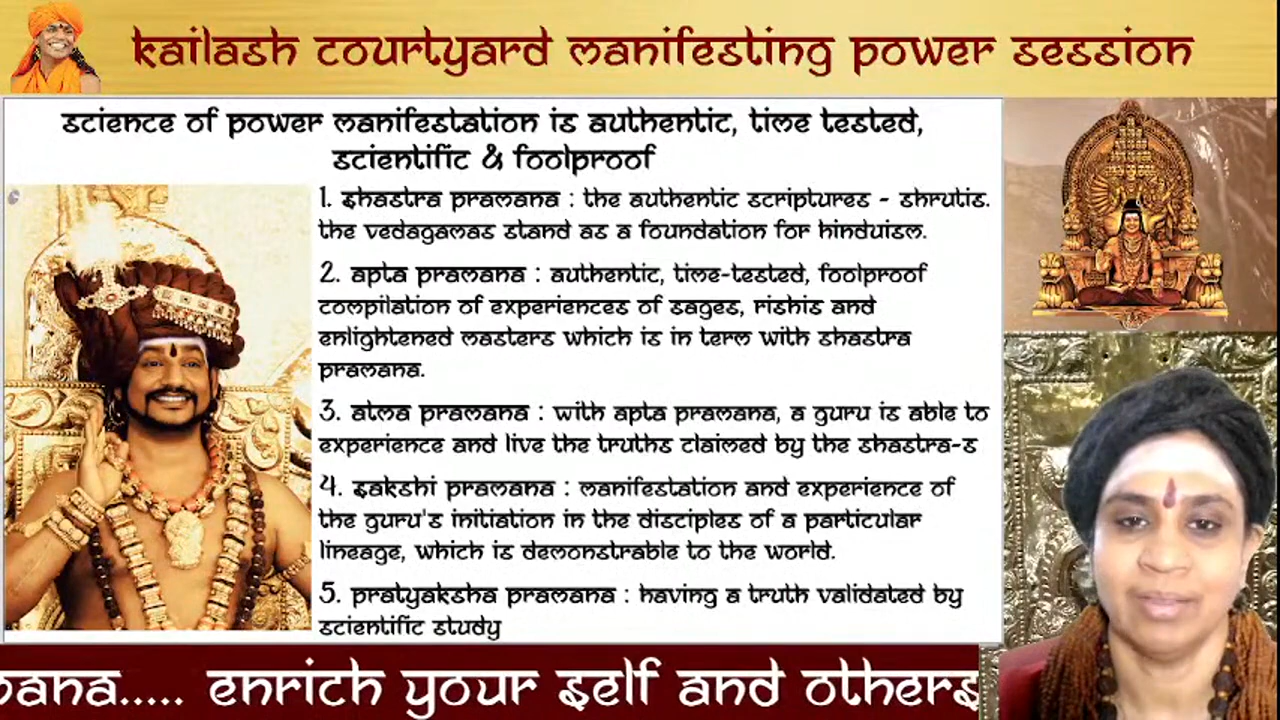 kailash courtyard manifesting power session
science of power manifestation is authentic, time tested,
scientific & foolproof
1. shastra pramana : the authentic scriptures - shrutis.
the vedagamas stand as a foundation for hinduism.
2. apta pramana : authentic, time-tested, foolproof
compilation of experiences of sages, rishis and
enlightened masters which is in term with shastra
pramana.
3. atma pramana : with apta pramana, a guru is able to
experience and live the truths claimed by the shastra-s
4. sakshi pramana : manifestation and experience of
the guru's initiation in the disciples of a particular
lineage, which is demonstrable to the world.
5. pratyaksha pramana : having a truth validated by
scientific study
mana..... enrich your self and others